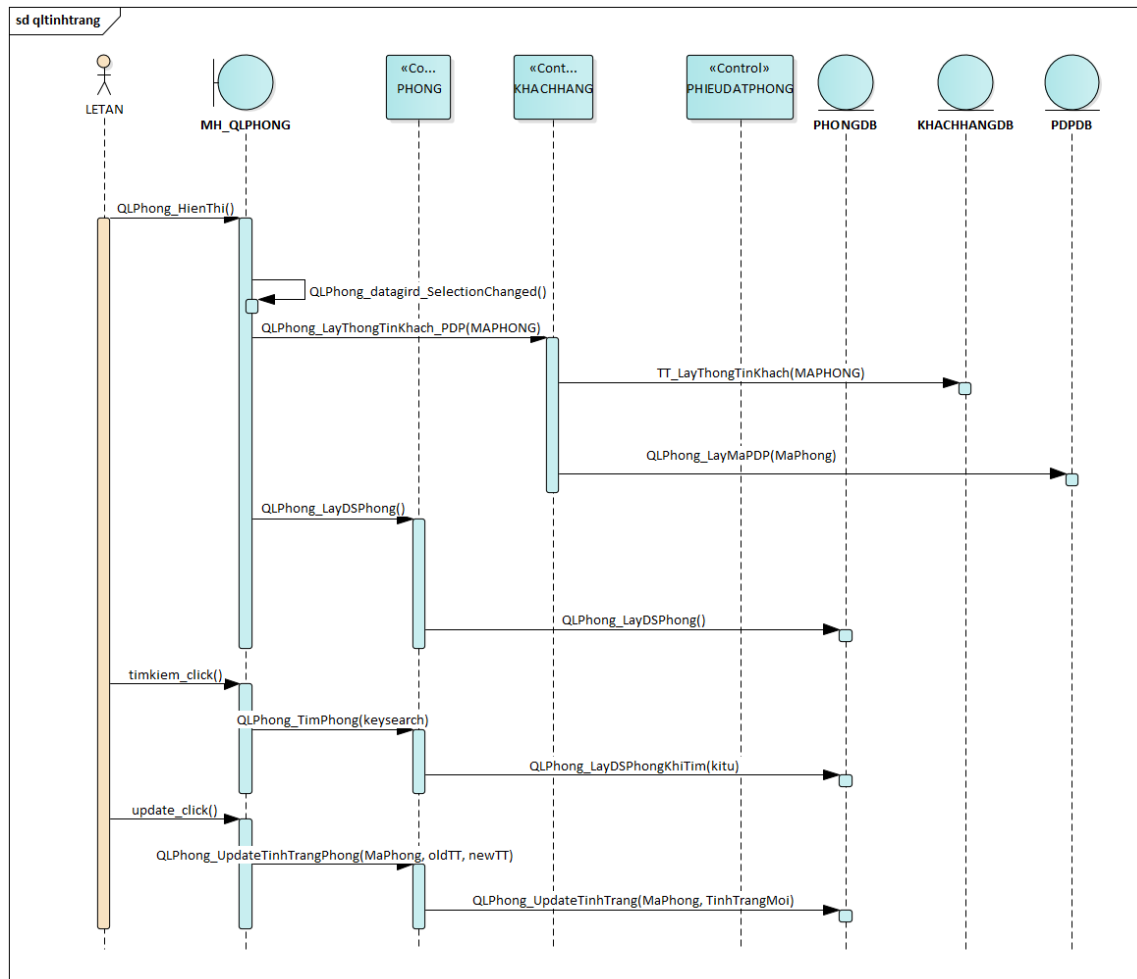 sd qltinhtrang
LETAN
MH_QLPHONG
«Co...
PHONG
«Cont...
KHACHHANG
«Control»
PHIEUDATPHONG
PHONGDB
KHACHHANGDB
PDPDB
QLPhong_HienThi()
QLPhong_datagird_SelectionChanged()
QLPhong_LayThongTinKhach_PDP(MAPHONG)
TT_LayThongTinKhach(MAPHONG)
QLPhong_LayMaPDP(MaPhong)
QLPhong_LayDSPhong()
QLPhong_LayDSPhong()
timkiem_click()
QLPhong_TimPhong(keysearch)
QLPhong_LayDSPhongKhiTim(kitu)
update_click()
QLPhong_UpdateTinhTrangPhong(MaPhong, oldTT, newTT)
QLPhong_UpdateTinhTrang(MaPhong, TinhTrangMoi)